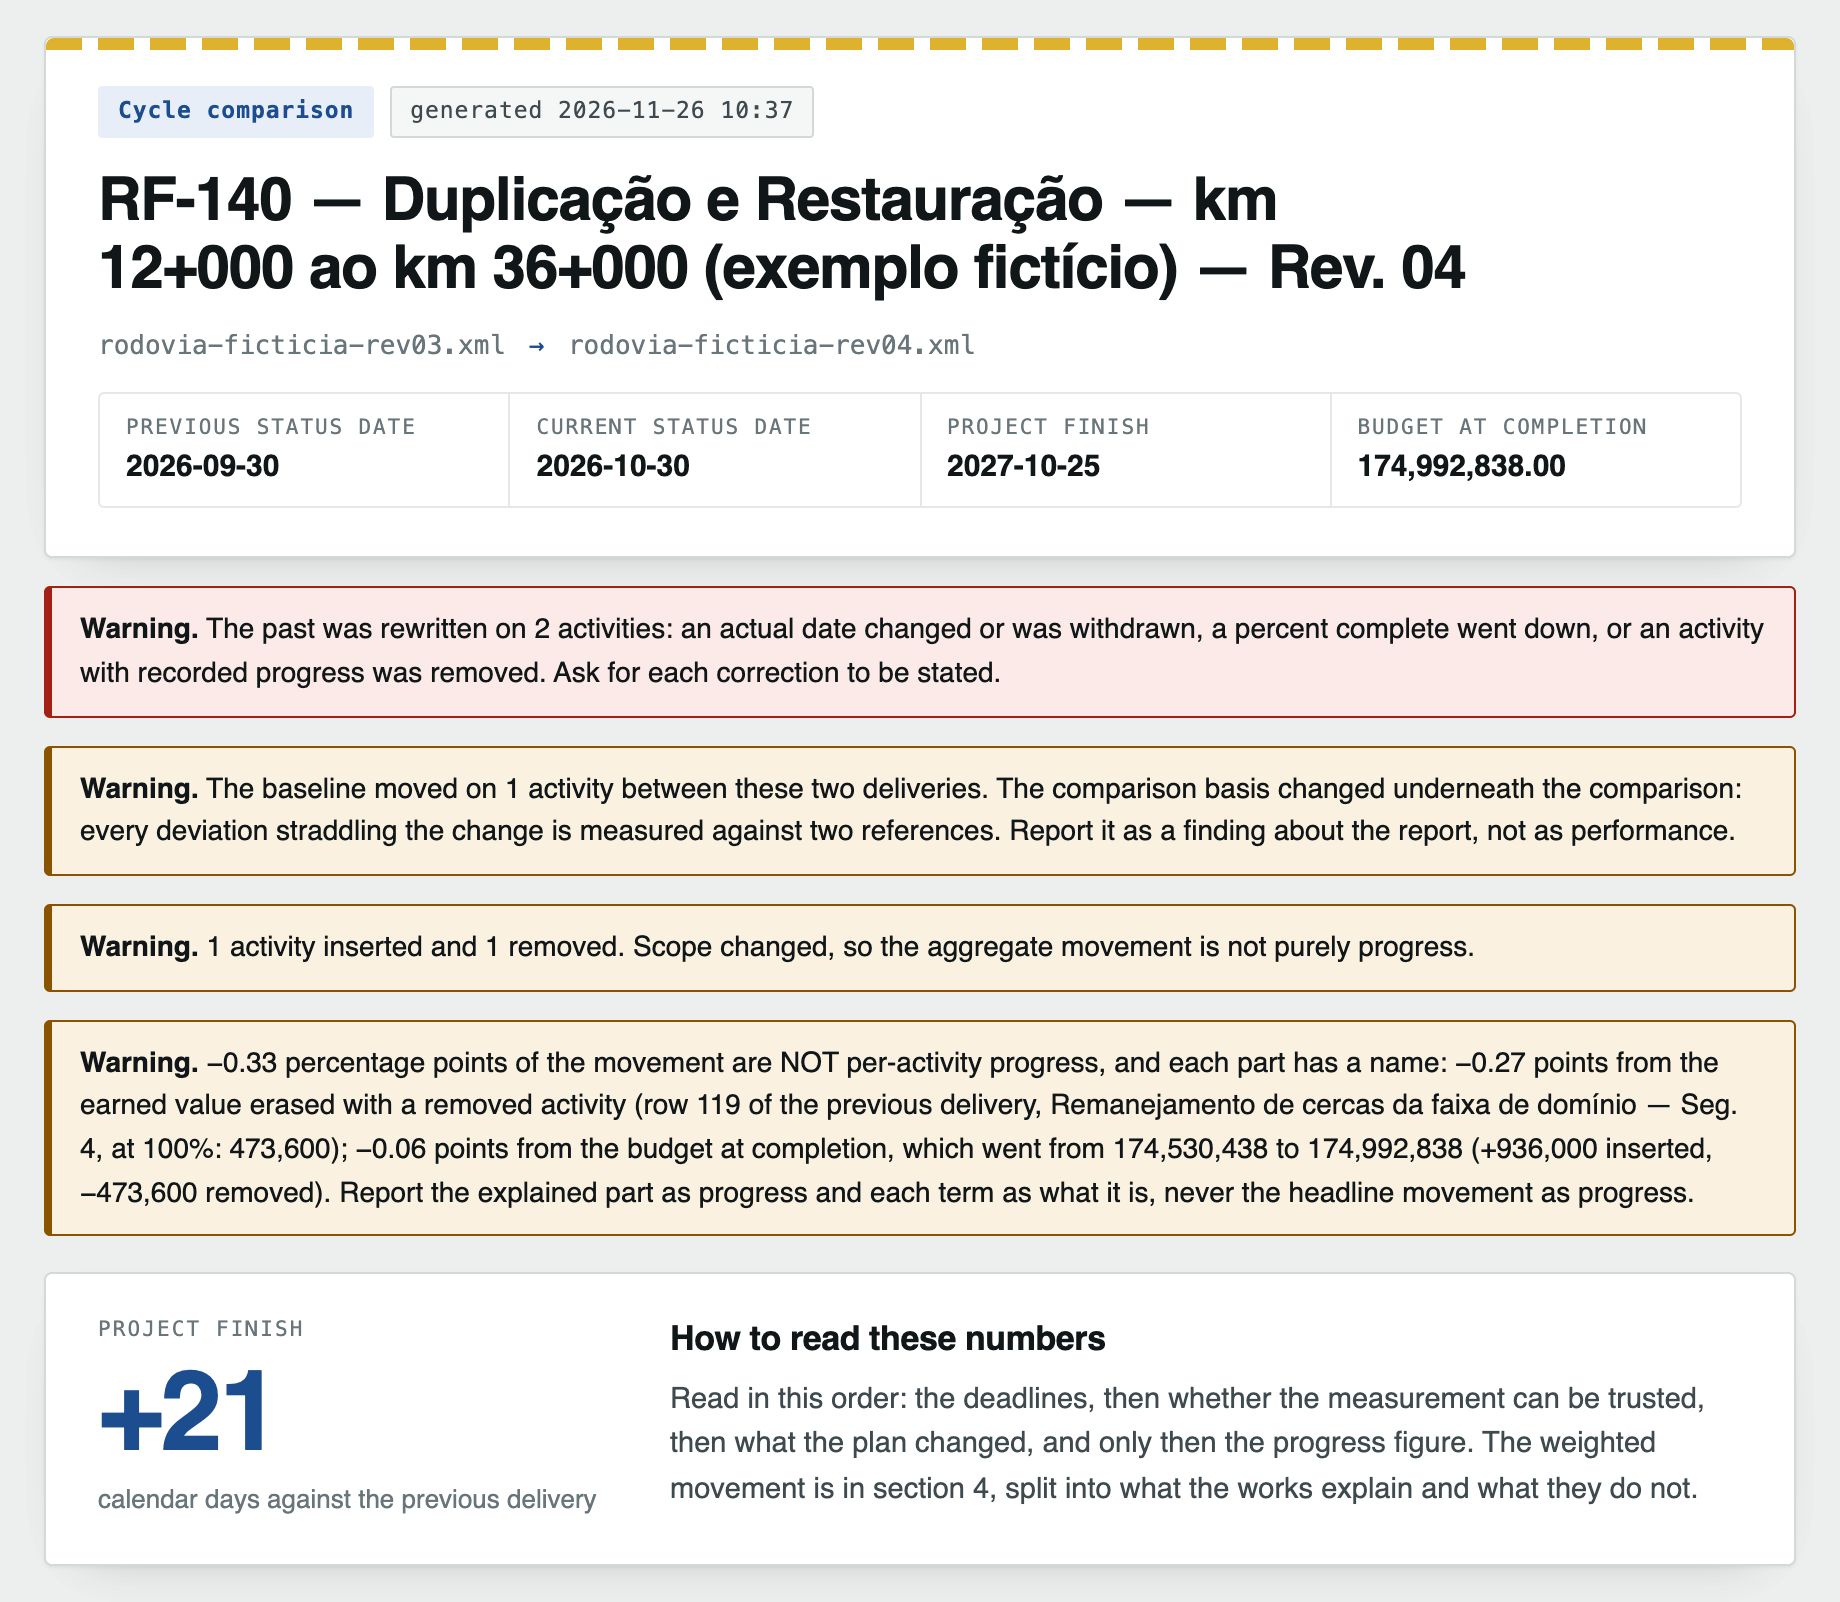 Cycle comparison
generated 2026–11–26 10:37
RF-140 — Duplicação e Restauração — km
12+000 ao km 36+000 (exemplo fictício) — Rev. 04
rodovia–ficticia–rev03.xml → rodovia–ficticia–rev04.xml
PREVIOUS STATUS DATE
2026-09-30
CURRENT STATUS DATE
2026-10-30
PROJECT FINISH
2027-10-25
BUDGET AT COMPLETION
174,992,838.00
Warning. The past was rewritten on 2 activities: an actual date changed or was withdrawn, a percent complete went down, or an activity
with recorded progress was removed. Ask for each correction to be stated.
Warning. The baseline moved on 1 activity between these two deliveries. The comparison basis changed underneath the comparison:
every deviation straddling the change is measured against two references. Report it as a finding about the report, not as performance.
Warning. 1 activity inserted and 1 removed. Scope changed, so the aggregate movement is not purely progress.
Warning. −0.33 percentage points of the movement are NOT per-activity progress, and each part has a name: −0.27 points from the
earned value erased with a removed activity (row 119 of the previous delivery, Remanejamento de cercas da faixa de domínio — Seg.
4, at 100%: 473,600); −0.06 points from the budget at completion, which went from 174,530,438 to 174,992,838 (+936,000 inserted,
−473,600 removed). Report the explained part as progress and each term as what it is, never the headline movement as progress.
PROJECT FINISH
+21
calendar days against the previous delivery
How to read these numbers
Read in this order: the deadlines, then whether the measurement can be trusted,
then what the plan changed, and only then the progress figure. The weighted
movement is in section 4, split into what the works explain and what they do not.